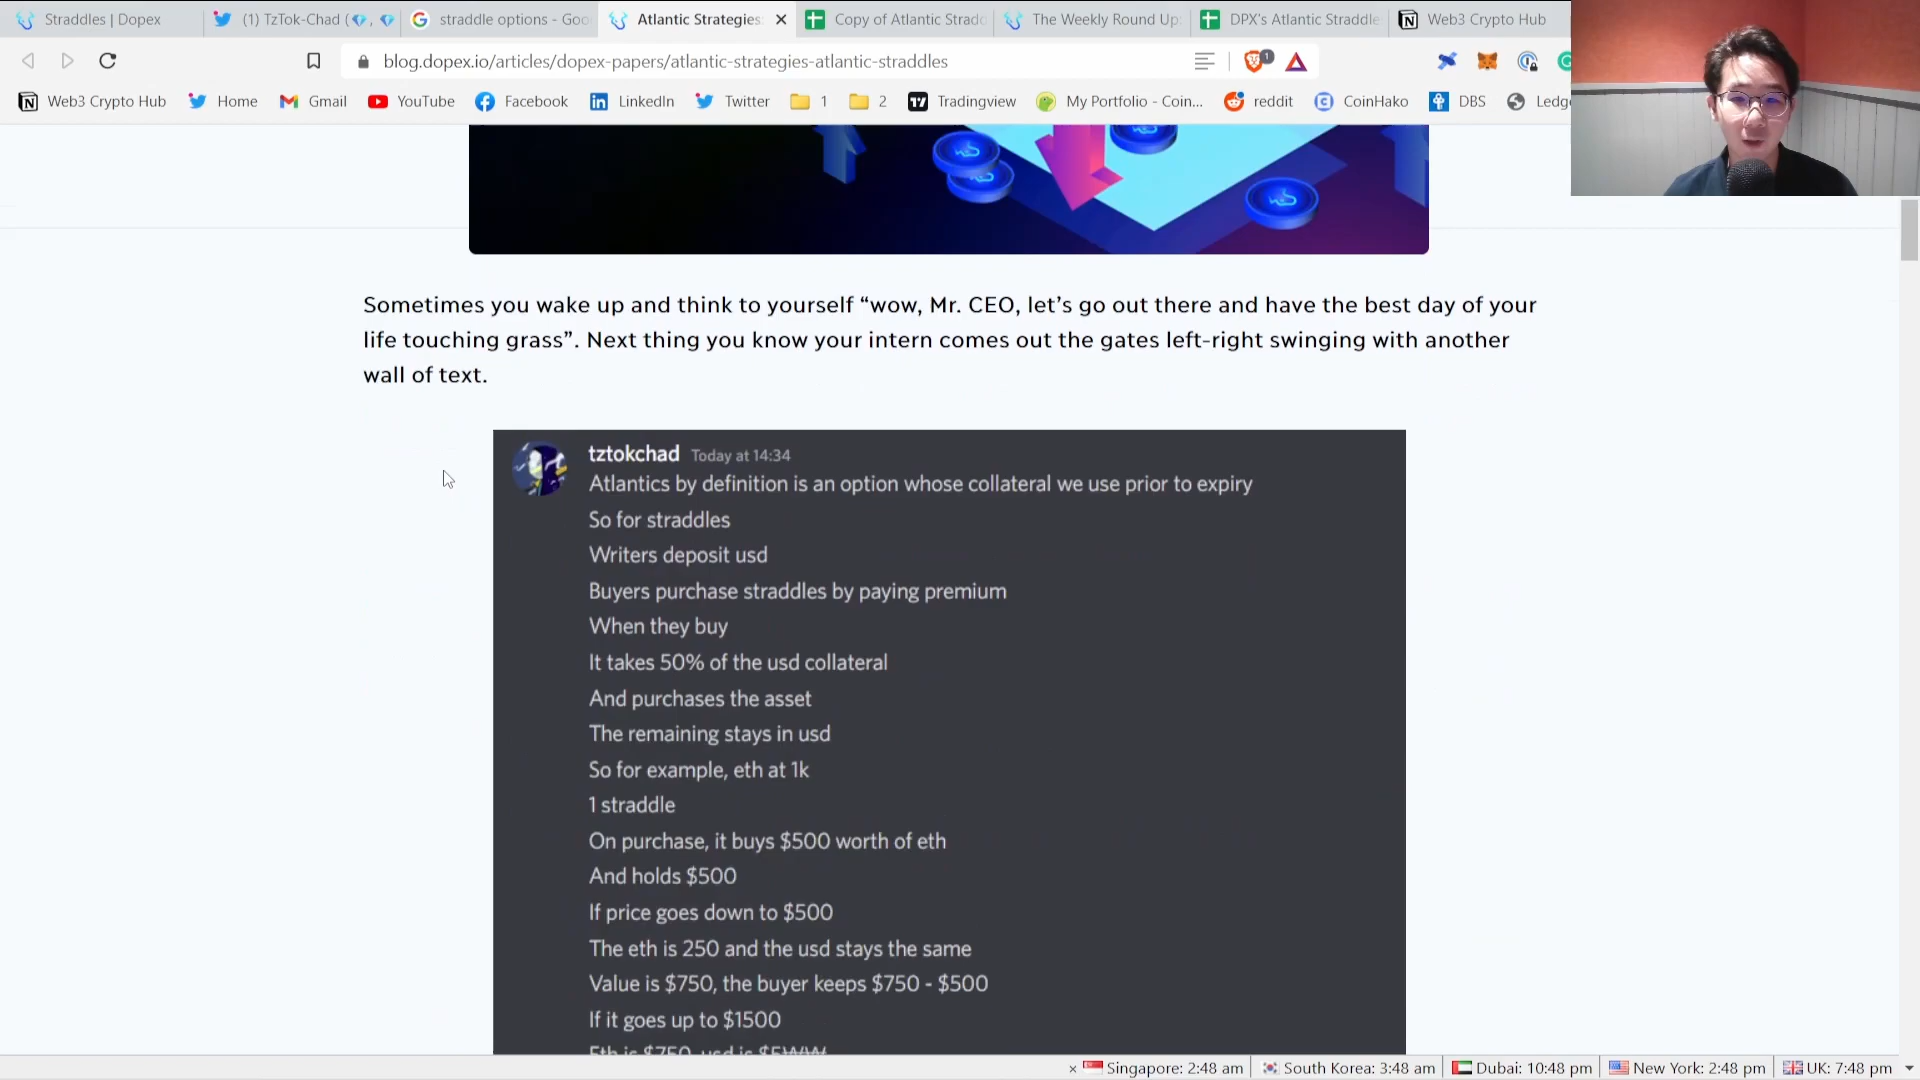 Straddles | Dopex
(1) TzTok-Chad (💎, 💎
straddle options - Goo
Atlantic Strategies:
Copy of Atlantic Strad
The Weekly Round Up:
DPX's Atlantic Straddle
Web3 Crypto Hub
blog.dopex.io/articles/dopex-papers/atlantic-strategies-atlantic-straddles
1
Web3 Crypto Hub
Home
Gmail
YouTube
Facebook
LinkedIn
Twitter
1
2
Tradingview
My Portfolio - Coin...
reddit
CoinHako
DBS
Ledg
Sometimes you wake up and think to yourself “wow, Mr. CEO, let’s go out there and have the best day of your
life touching grass”. Next thing you know your intern comes out the gates left-right swinging with another
wall of text.
tztokchad Today at 14:34
Atlantics by definition is an option whose collateral we use prior to expiry
So for straddles
Writers deposit usd
Buyers purchase straddles by paying premium
When they buy
It takes 50% of the usd collateral
And purchases the asset
The remaining stays in usd
So for example, eth at 1k
1 straddle
On purchase, it buys $500 worth of eth
And holds $500
If price goes down to $500
The eth is 250 and the usd stays the same
Value is $750, the buyer keeps $750 - $500
If it goes up to $1500
Eth is $750, usd is
Singapore: 2:48 am
South Korea: 3:48 am
Dubai: 10:48 pm
New York: 2:48 pm
UK: 7:48 pm